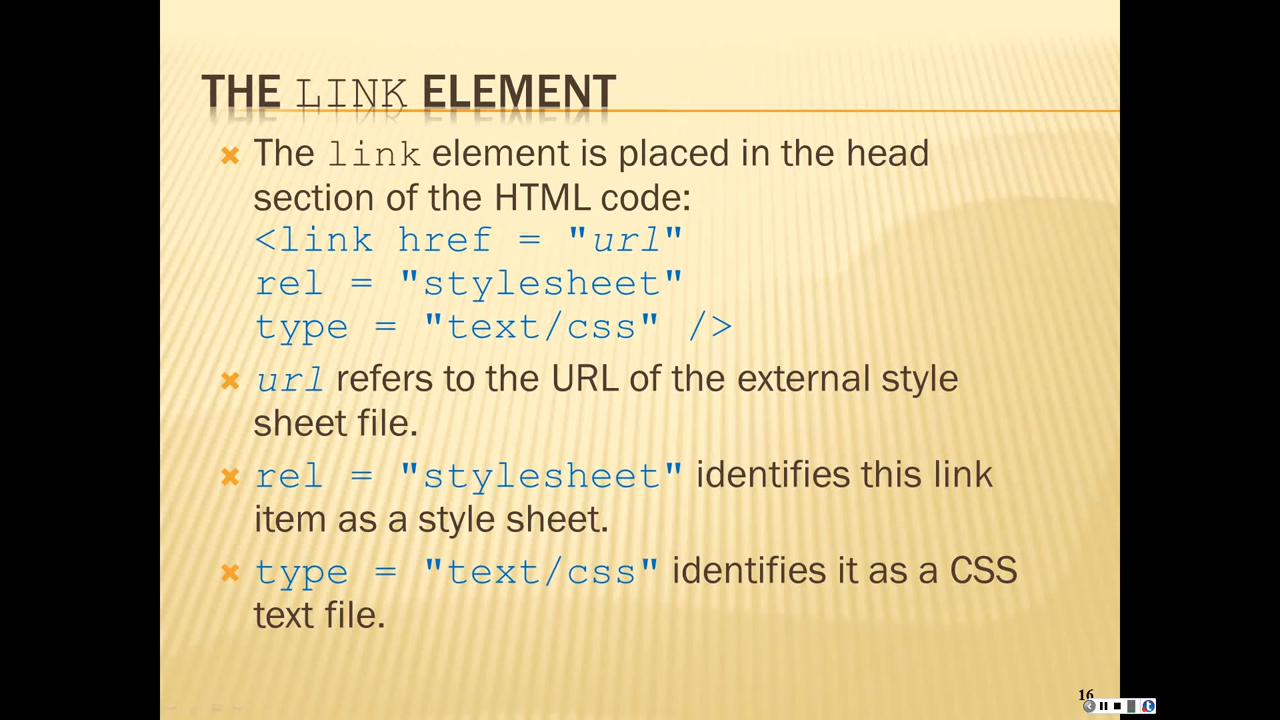 THE LINK ELEMENT
The link element is placed in the head
section of the HTML code:
<link href = "url"
rel = "stylesheet"
type = "text/css" />
url refers to the URL of the external style
sheet file.
rel = "stylesheet" identifies this link
item as a style sheet.
type = "text/css" identifies it as a CSS
text file.
16